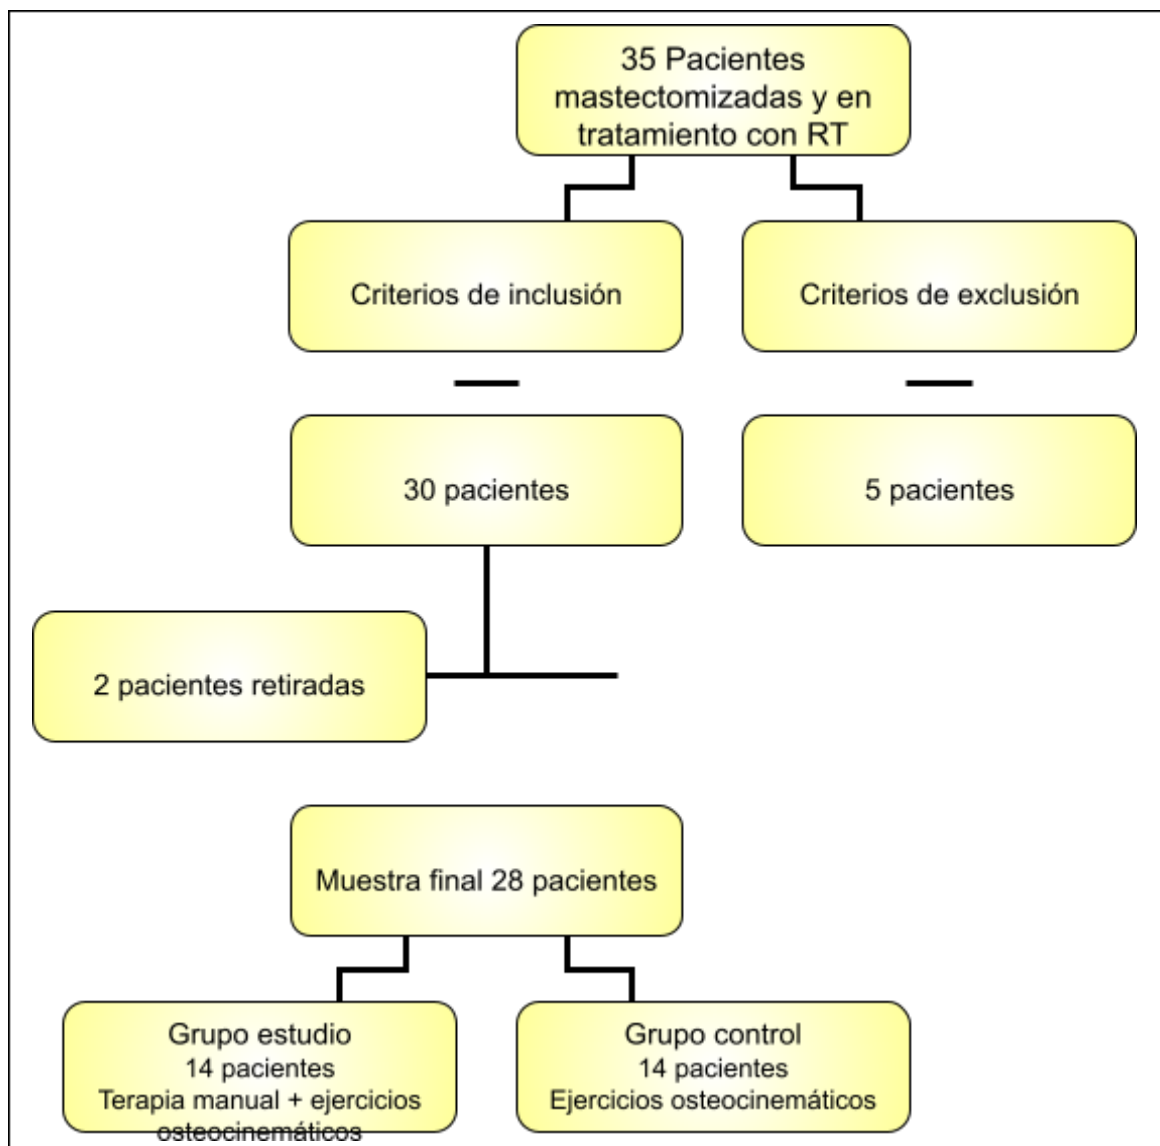 35 Pacientes
mastectomizadas y en
tratamiento con RT
Criterios de inclusión
Criterios de exclusión
30 pacientes
5 pacientes
2 pacientes retiradas
Muestra final 28 pacientes
Grupo estudio
14 pacientes
Terapia manual + ejercicios
osteocinemáticos
Grupo control
14 pacientes
Ejercicios osteocinemáticos